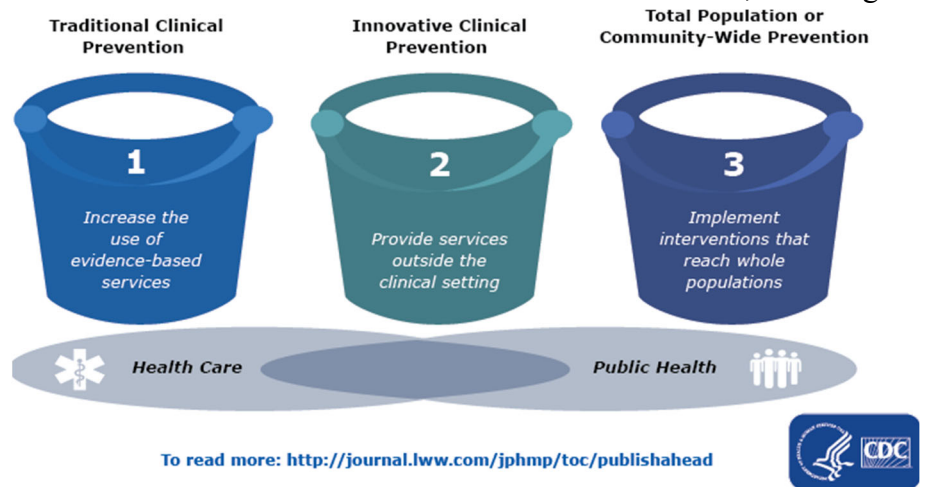 Traditional Clinical
Prevention
Innovative Clinical
Prevention
Total Population or
Community-Wide Prevention
1
Increase the
use of
evidence-based
services
2
Provide services
outside the
clinical setting
3
Implement
interventions that
reach whole
populations
Health Care
Public Health
To read more: http://journal.lww.com/jphmp/toc/publishahead
CDC